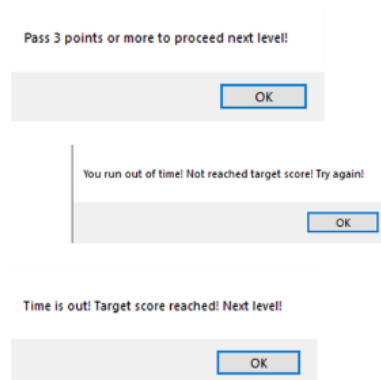 Pass 3 points or more to proceed next level!
OK
You run out of time! Not reached target score! Try again!
OK
Time is out! Target score reached! Next level!
OK